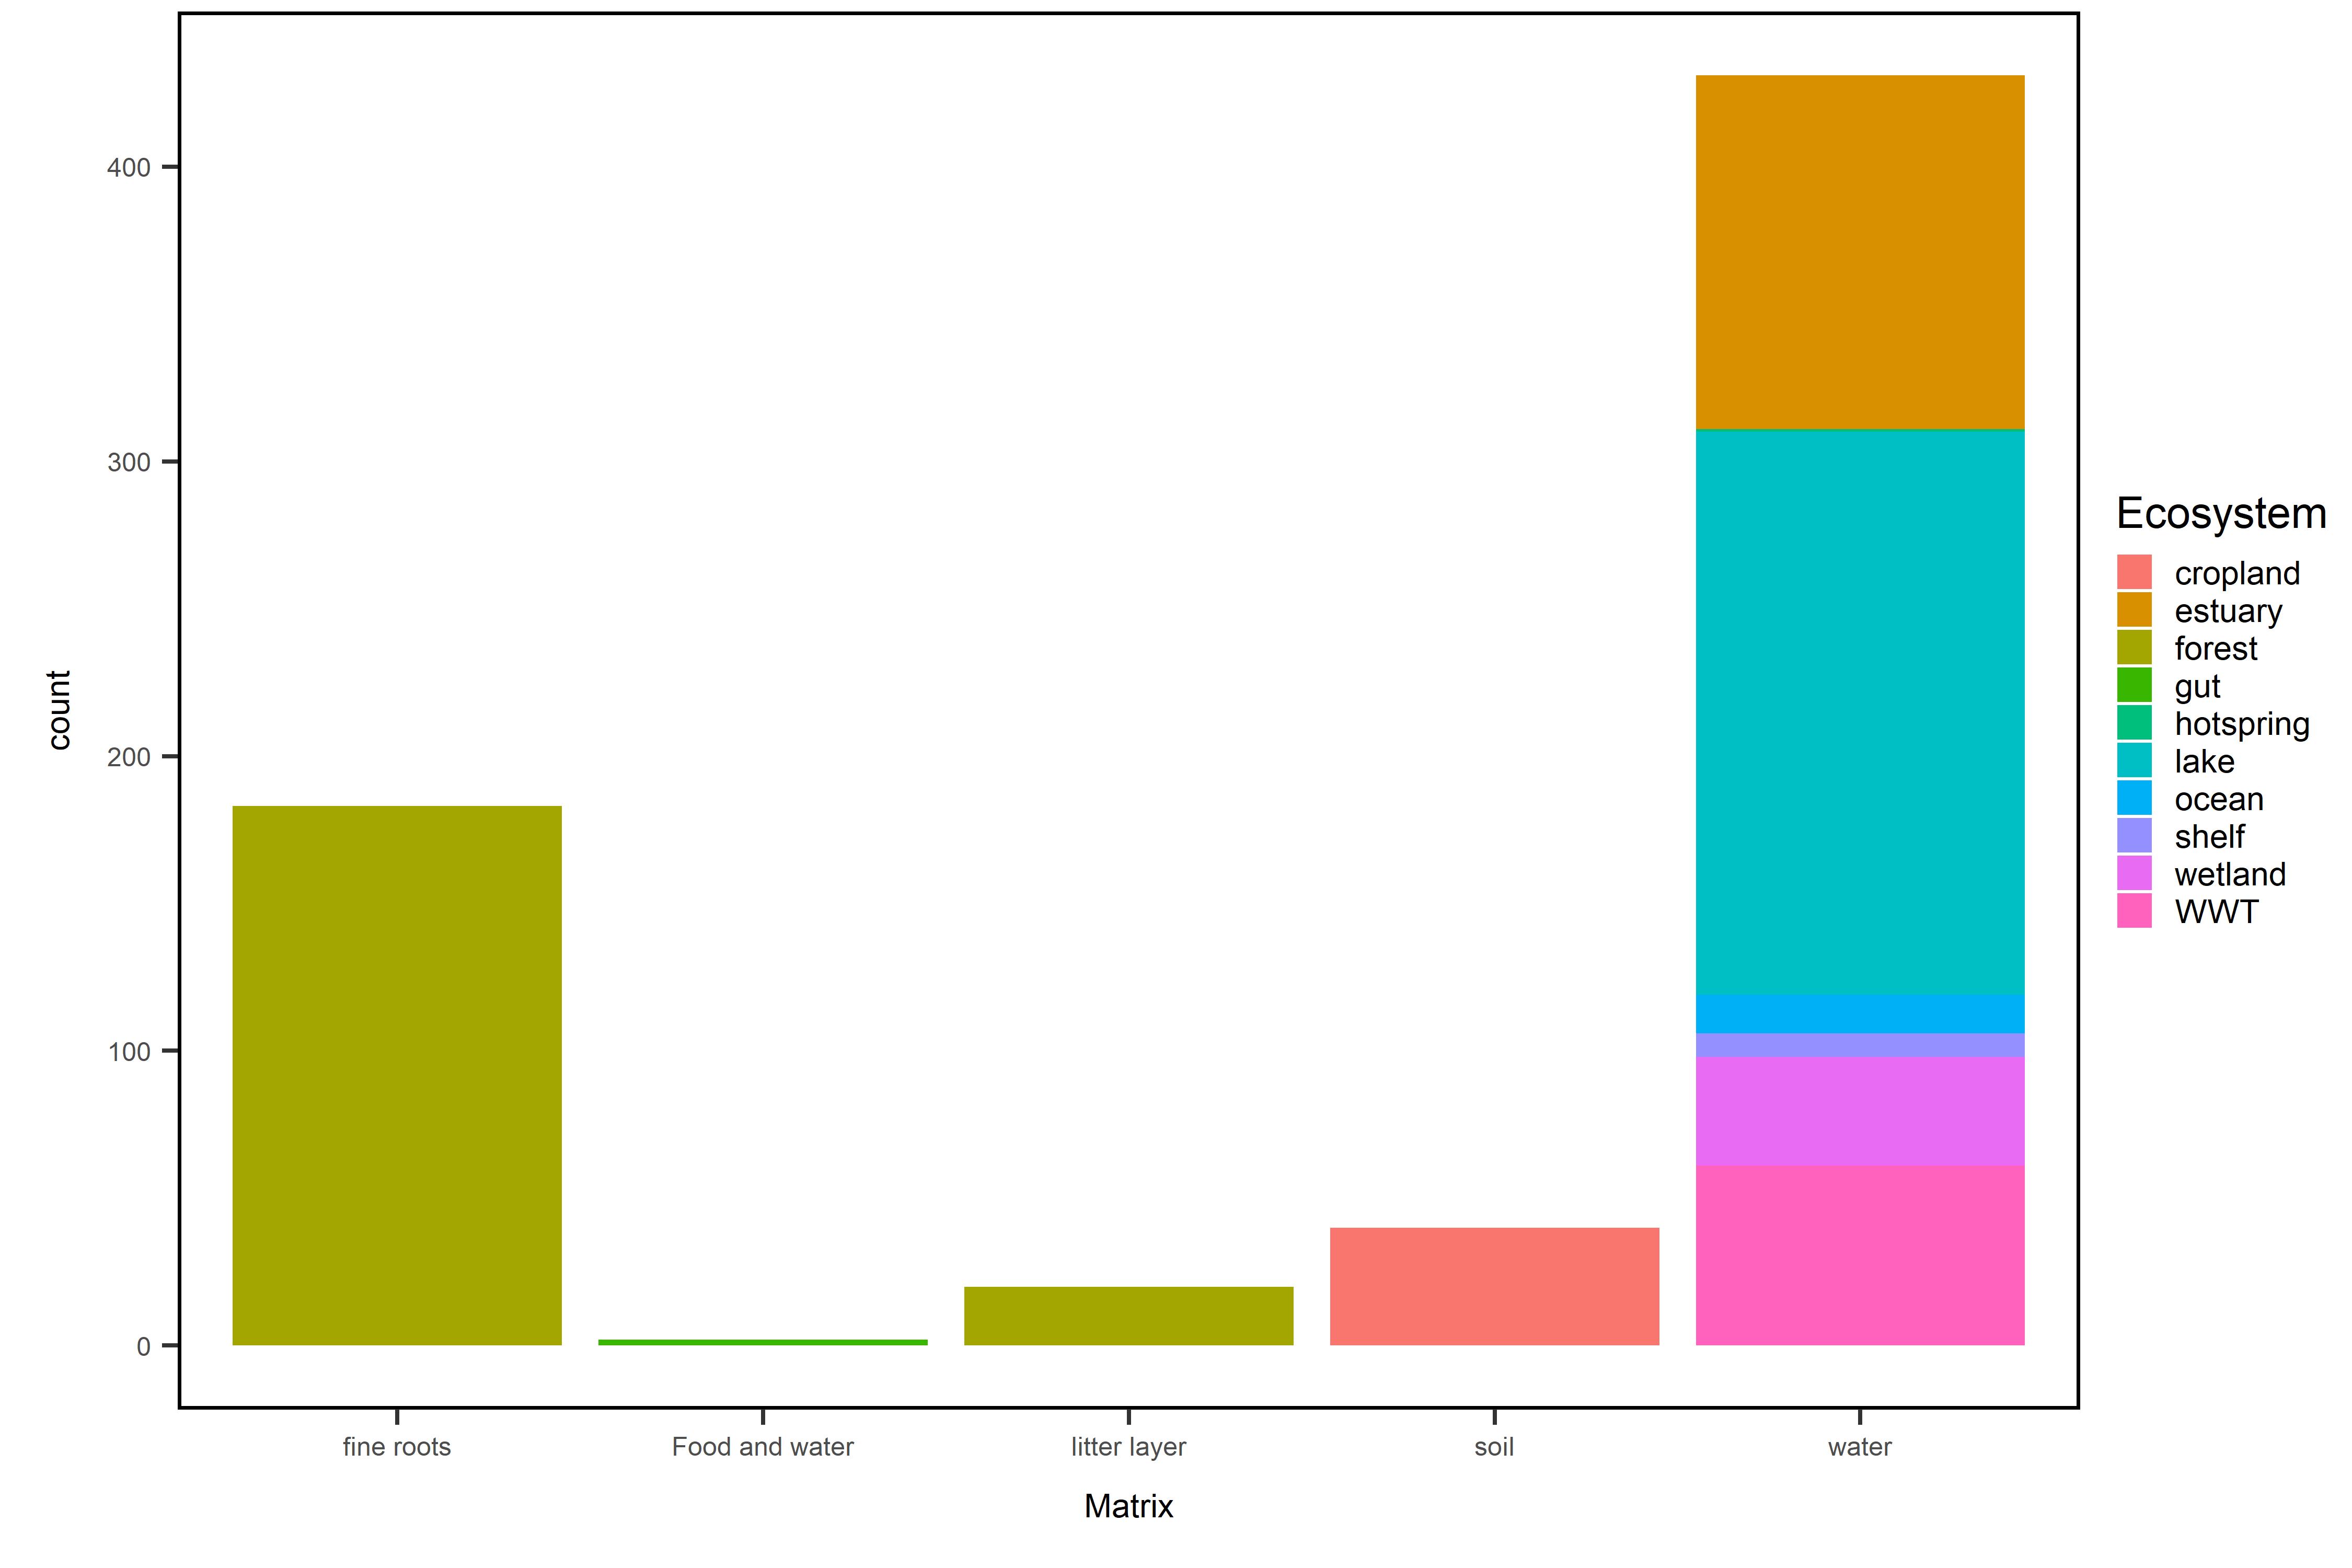 400
300
200
100
0
count
fine roots
Food and water
litter layer
soil
water
Matrix
Ecosystem
cropland
estuary
forest
gut
hotspring
lake
ocean
shelf
wetland
WWT